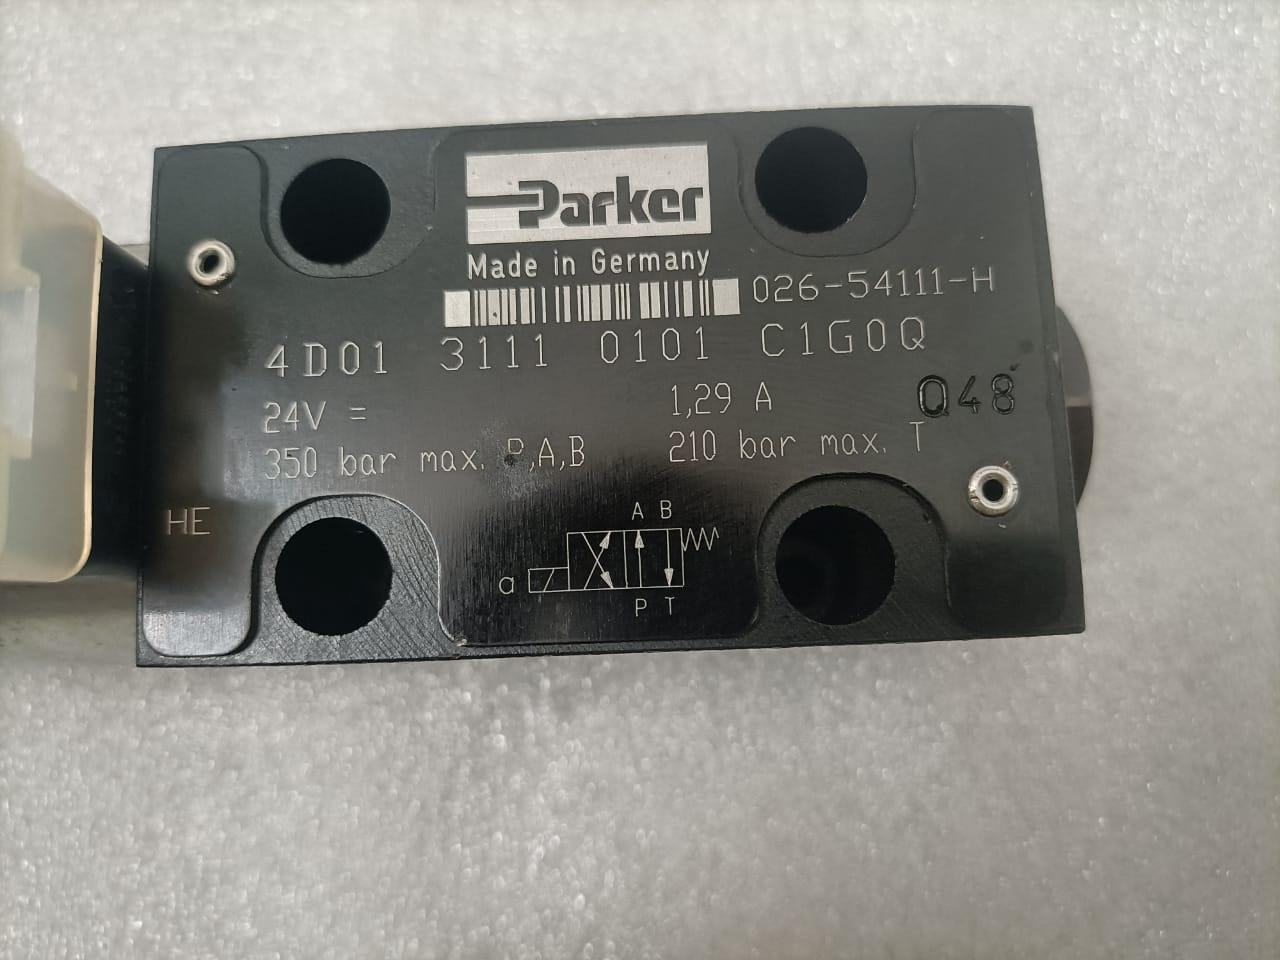 Parker
Made in Germany
026-54111-H
4D01 3111 0101 C1G0Q
24V = 1,29 A Q48
350 bar max. P,A,B 210 bar max. T
HE
A B
a
P T